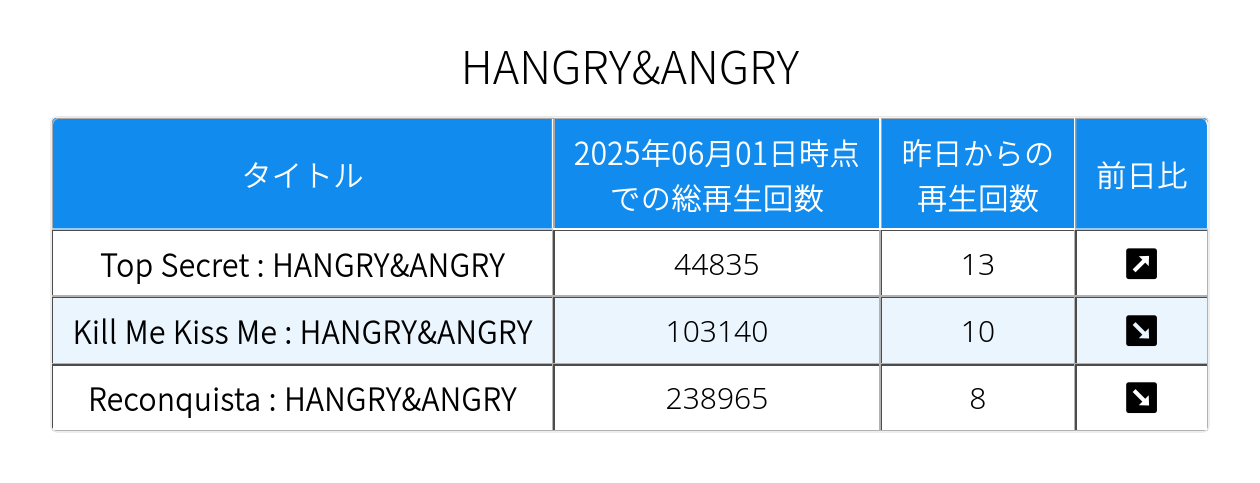 HANGRY&ANGRY
タイトル
2025年06月01日時点
での総再生回数
昨日からの
再生回数
前日比
Top Secret : HANGRY&ANGRY
44835
13
Kill Me Kiss Me : HANGRY&ANGRY
103140
10
Reconquista : HANGRY&ANGRY
238965
8